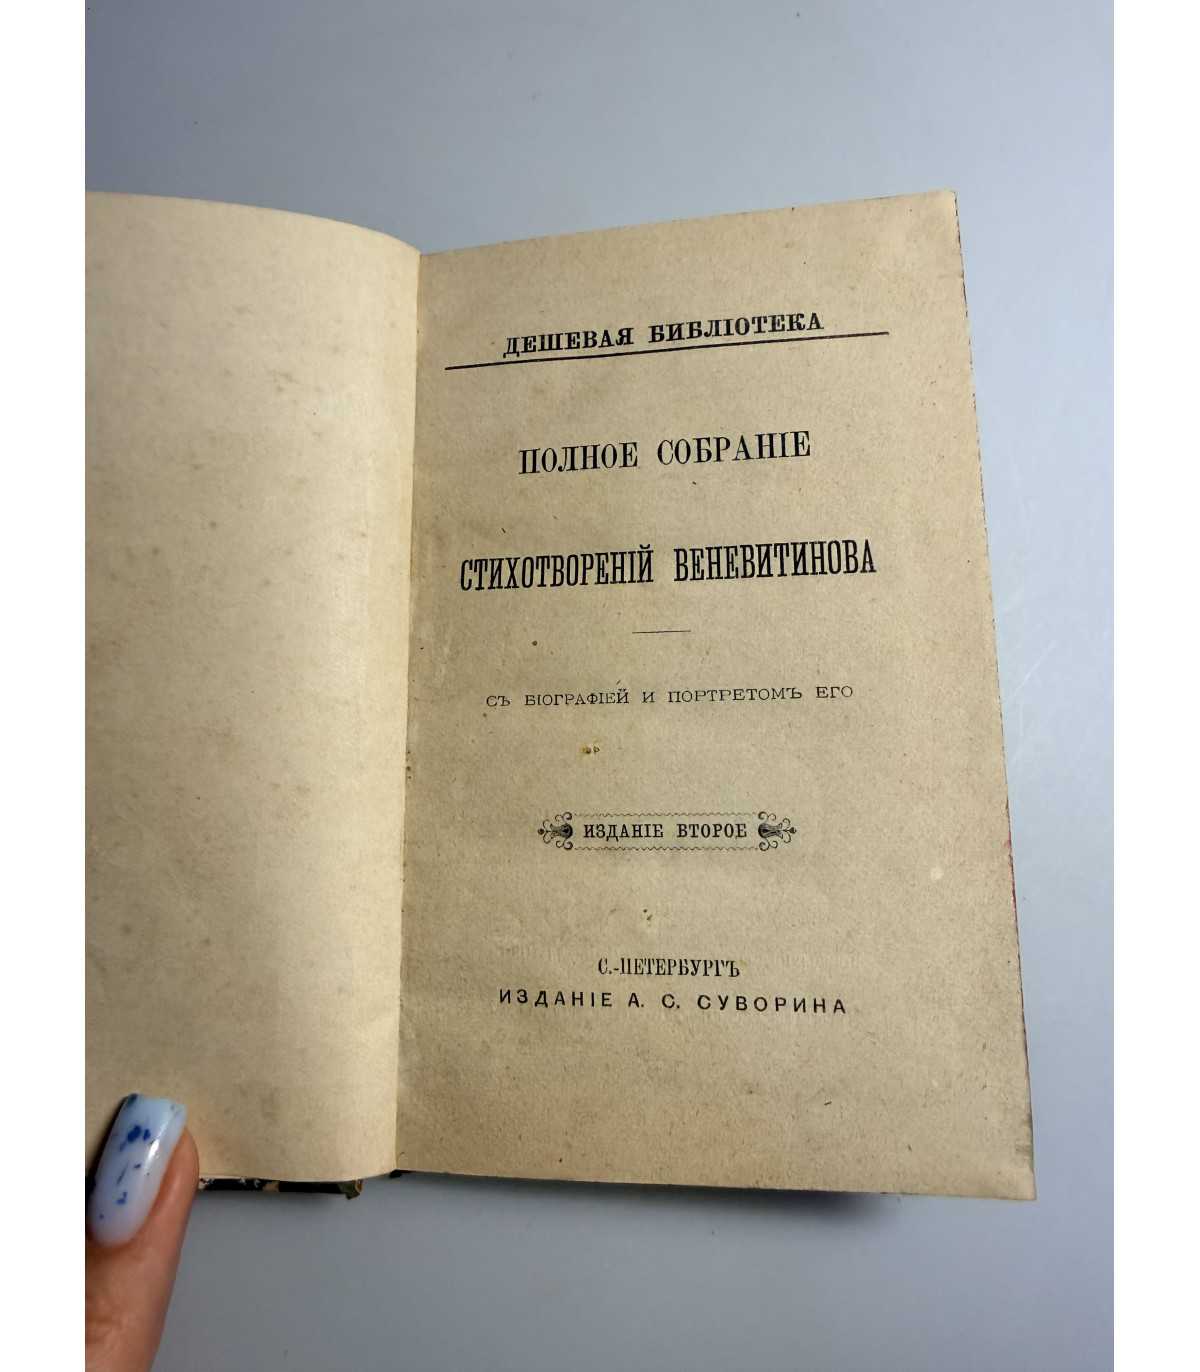 ДЕШЕВАЯ БИБЛІОТЕКА
ПОЛНОЕ СОБРАНІЕ
СТИХОТВОРЕНІЙ ВЕНЕВИТИНОВА
СЪ БІОГРАФІЕЙ И ПОРТРЕТОМЪ ЕГО
ИЗДАНІЕ ВТОРОЕ
С.-ПЕТЕРБУРГЪ
ИЗДАНІЕ А. С. СУВОРИНА